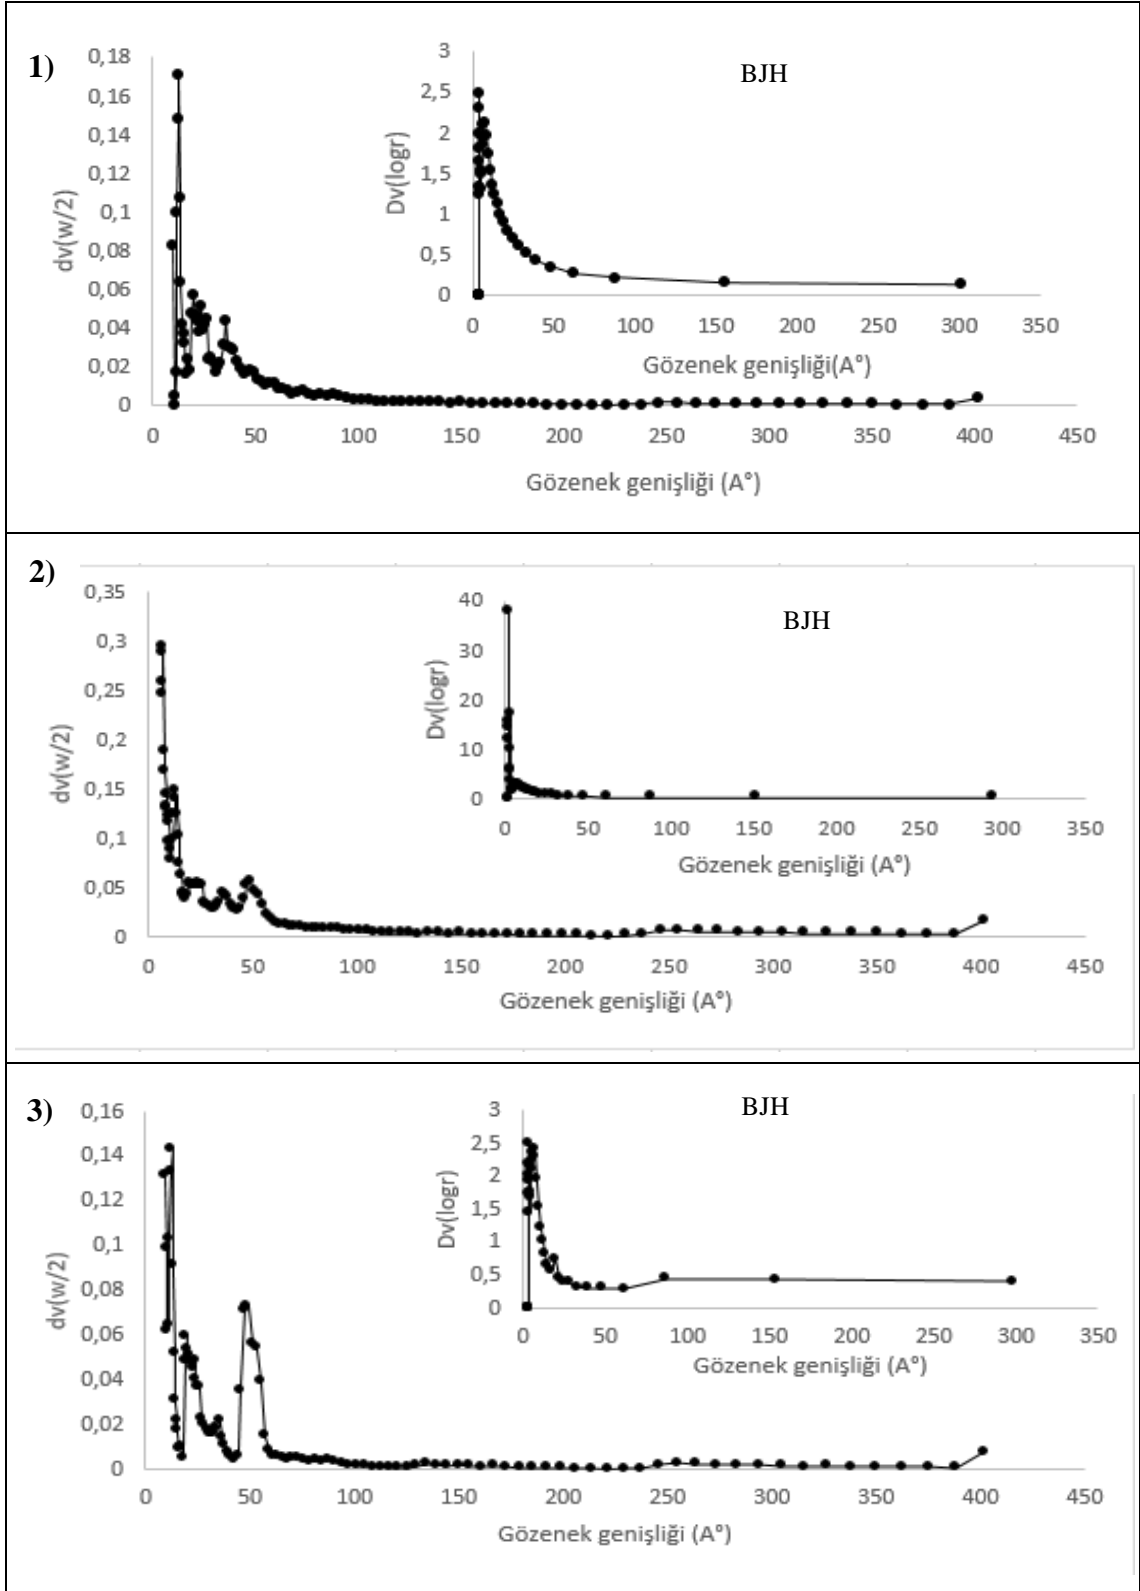 1)
0,18
0,16
0,14
0,12
0,1
0,08
0,06
0,04
0,02
0
dv(w/2)
0 50 100 150 200 250 300 350 400 450
Gözenek genişliği (A°)
BJH
3
2,5
2
1,5
1
0,5
0
Dv(logr)
0 50 100 150 200 250 300 350
Gözenek genişliği(A°)
2)
0,35
0,3
0,25
0,2
0,15
0,1
0,05
0
dv(w/2)
0 50 100 150 200 250 300 350 400 450
Gözenek genişliği (A°)
BJH
40
30
20
10
0
Dv(logr)
0 50 100 150 200 250 300 350
Gözenek genişliği (A°)
3)
0,16
0,14
0,12
0,1
0,08
0,06
0,04
0,02
0
dv(w/2)
0 50 100 150 200 250 300 350 400 450
Gözenek genişliği (A°)
BJH
3
2,5
2
1,5
1
0,5
0
Dv(logr)
0 50 100 150 200 250 300 350
Gözenek genişliği (A°)